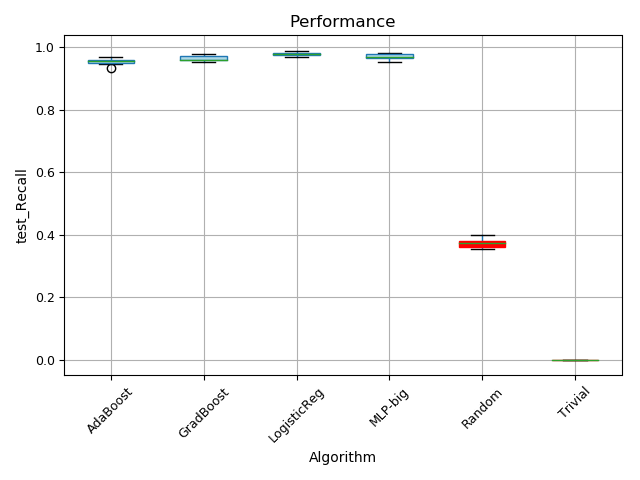 Performance
test_Recall
1.0
0.8
0.6
0.4
0.2
0.0
AdaBoost
GradBoost
LogisticReg
MLP-big
Random
Trivial
Algorithm